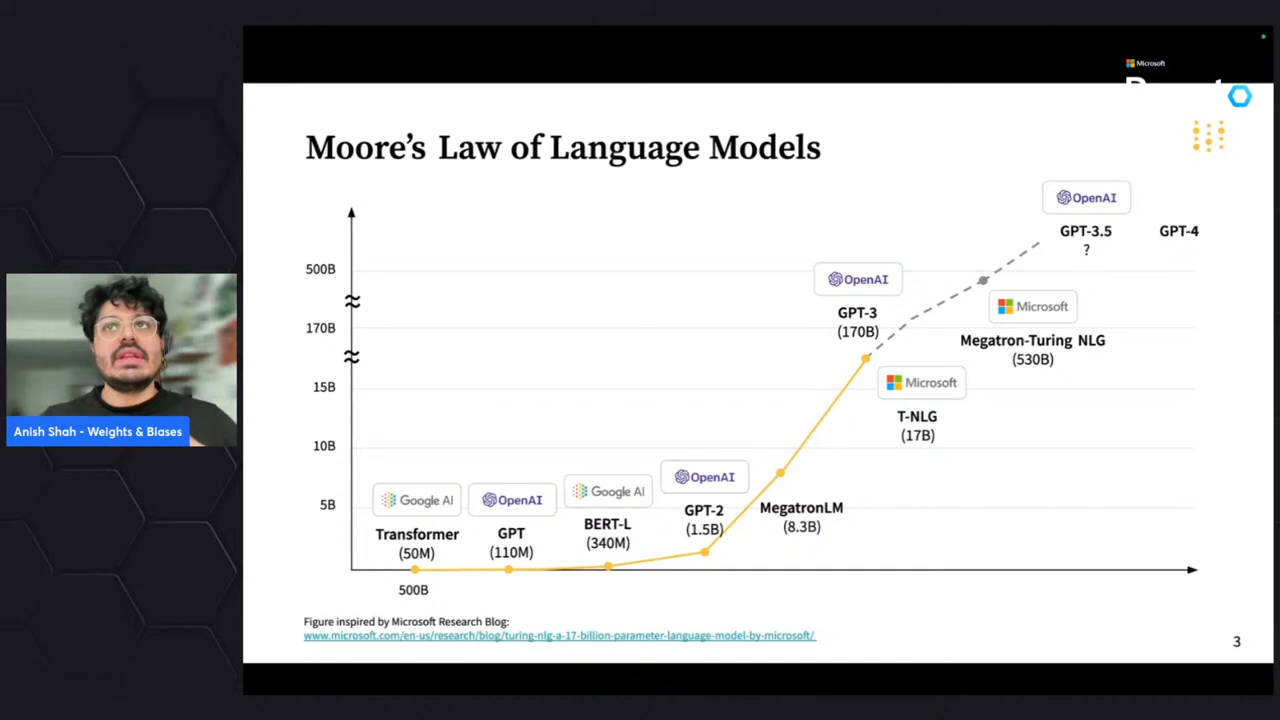 Microsoft
Moore's Law of Language Models
OpenAI
GPT-3.5
?
GPT-4
500B
OpenAI
GPT-3
(170B)
Microsoft
Megatron-Turing NLG
(530B)
170B
Microsoft
T-NLG
(17B)
15B
10B
5B
Google AI
Transformer
(50M)
OpenAI
GPT
(110M)
Google AI
BERT-L
(340M)
OpenAI
GPT-2
(1.5B)
MegatronLM
(8.3B)
500B
Anish Shah - Weights & Biases
Figure inspired by Microsoft Research Blog:
www.microsoft.com/en-us/research/blog/turing-nlg-a-17-billion-parameter-language-model-by-microsoft/
3